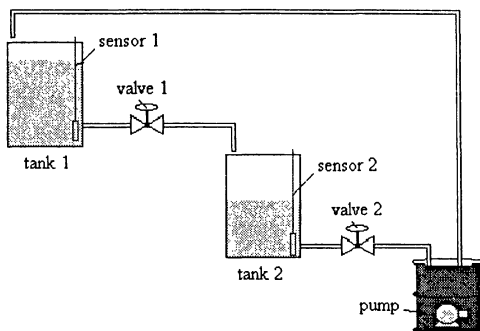 sensor 1
valve 1
tank 1
sensor 2
valve 2
tank 2
pump